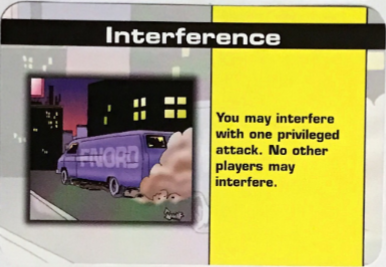 Interference
FNORD
You may interfere
with one privileged
attack. No other
players may
interfere.